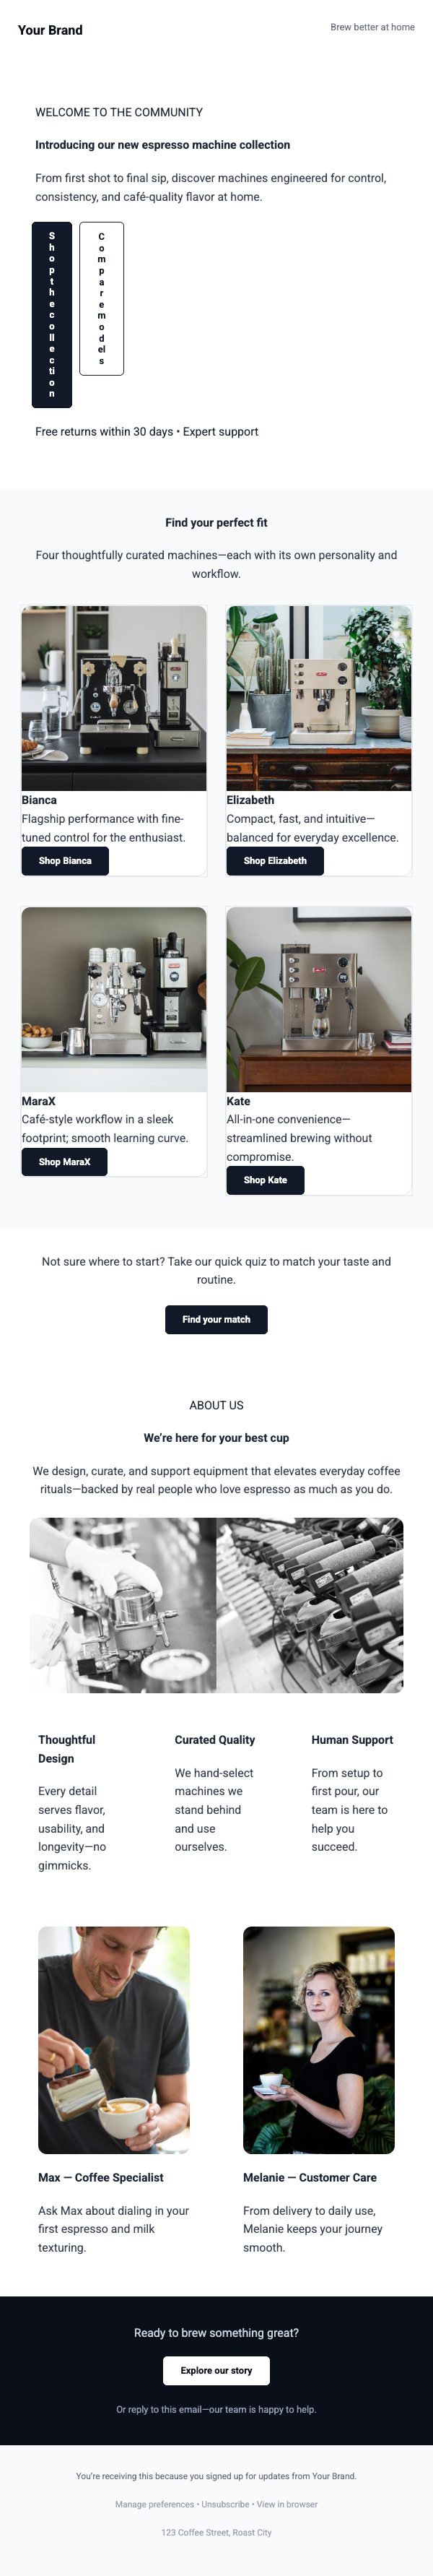 Your Brand
Brew better at home
WELCOME TO THE COMMUNITY
Introducing our new espresso machine collection
From first shot to final sip, discover machines engineered for control,
consistency, and café-quality flavor at home.
Shop the collection
Compare models
Free returns within 30 days • Expert support
Find your perfect fit
Four thoughtfully curated machines—each with its own personality and
workflow.
Bianca
Flagship performance with fine-
tuned control for the enthusiast.
Shop Bianca
Elizabeth
Compact, fast, and intuitive—
balanced for everyday excellence.
Shop Elizabeth
MaraX
Café-style workflow in a sleek
footprint; smooth learning curve.
Shop MaraX
Kate
All-in-one convenience—
streamlined brewing without
compromise.
Shop Kate
Not sure where to start? Take our quick quiz to match your taste and
routine.
Find your match
ABOUT US
We’re here for your best cup
We design, curate, and support equipment that elevates everyday coffee
rituals—backed by real people who love espresso as much as you do.
Thoughtful
Design
Every detail
serves flavor,
usability, and
longevity—no
gimmicks.
Curated Quality
We hand-select
machines we
stand behind
and use
ourselves.
Human Support
From setup to
first pour, our
team is here to
help you
succeed.
Max — Coffee Specialist
Ask Max about dialing in your
first espresso and milk
texturing.
Melanie — Customer Care
From delivery to daily use,
Melanie keeps your journey
smooth.
Ready to brew something great?
Explore our story
Or reply to this email—our team is happy to help.
You’re receiving this because you signed up for updates from Your Brand.
Manage preferences • Unsubscribe • View in browser
123 Coffee Street, Roast City